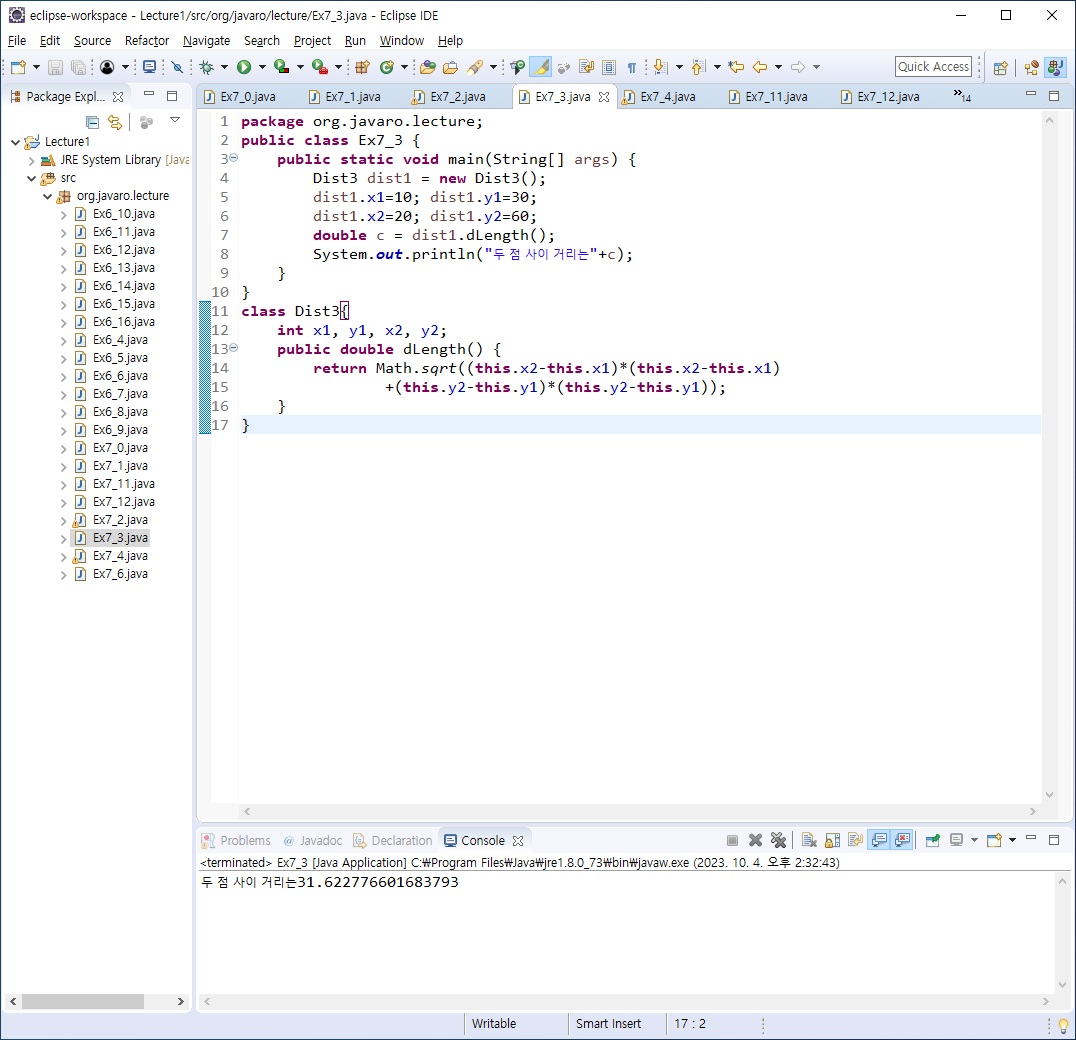 eclipse-workspace - Lecture1/src/org/javaro/lecture/Ex7_3.java - Eclipse IDE
File Edit Source Refactor Navigate Search Project Run Window Help
Quick Access
Package Expl...
Lecture1
JRE System Library [Java
src
org.javaro.lecture
Ex6_10.java
Ex6_11.java
Ex6_12.java
Ex6_13.java
Ex6_14.java
Ex6_15.java
Ex6_16.java
Ex6_4.java
Ex6_5.java
Ex6_6.java
Ex6_7.java
Ex6_8.java
Ex6_9.java
Ex7_0.java
Ex7_1.java
Ex7_11.java
Ex7_12.java
Ex7_2.java
Ex7_3.java
Ex7_4.java
Ex7_6.java
Ex7_0.java Ex7_1.java Ex7_2.java Ex7_3.java Ex7_4.java Ex7_11.java Ex7_12.java »14
1 package org.javaro.lecture;
2 public class Ex7_3 {
3 public static void main(String[] args) {
4 Dist3 dist1 = new Dist3();
5 dist1.x1=10; dist1.y1=30;
6 dist1.x2=20; dist1.y2=60;
7 double c = dist1.dLength();
8 System.out.println("두 점 사이 거리는"+c);
9 }
10 }
11 class Dist3{
12 int x1, y1, x2, y2;
13 public double dLength() {
14 return Math.sqrt((this.x2-this.x1)*(this.x2-this.x1)
15 +(this.y2-this.y1)*(this.y2-this.y1));
16 }
17 }
Problems @ Javadoc Declaration Console
<terminated> Ex7_3 [Java Application] C:₩Program Files₩Java₩jre1.8.0_73₩bin₩javaw.exe (2023. 10. 4. 오후 2:32:43)
두 점 사이 거리는31.622776601683793
Writable Smart Insert 17 : 2